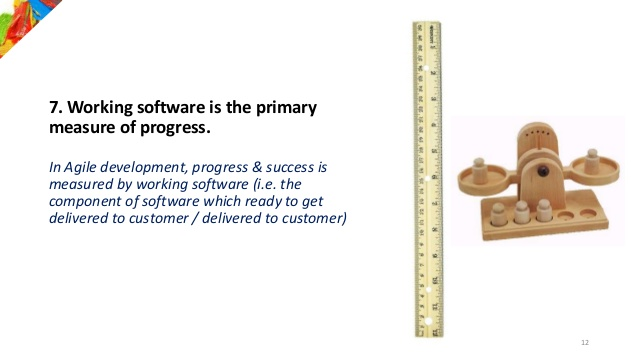 7. Working software is the primary
measure of progress.
In Agile development, progress & success is
measured by working software (i.e. the
component of software which ready to get
delivered to customer / delivered to customer)
12